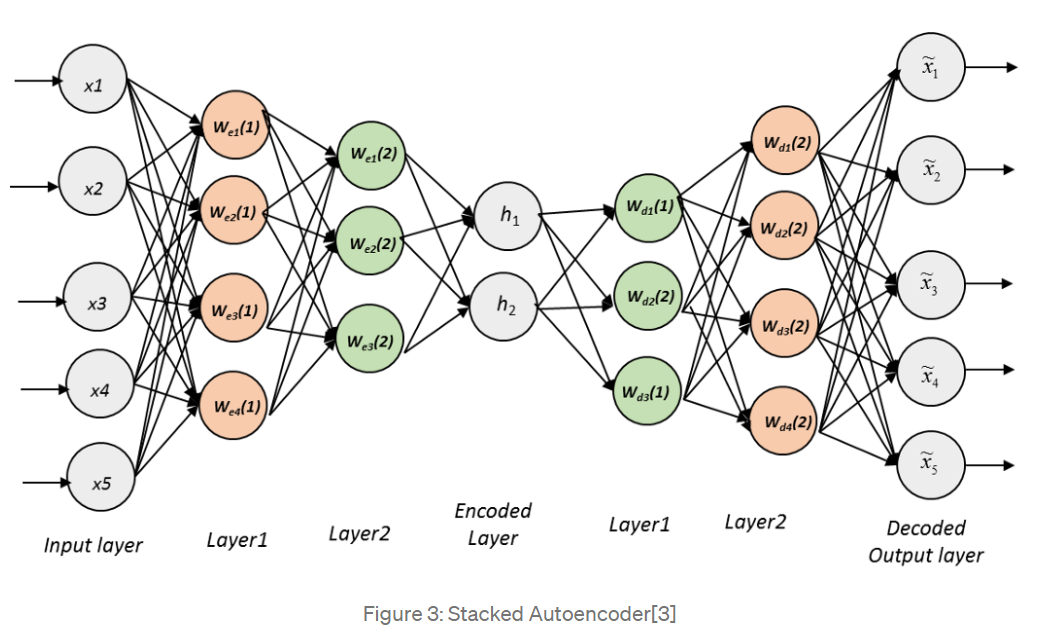 x1
x2
x3
x4
x5
Input layer
We1(1)
We2(1)
We3(1)
We4(1)
Layer1
We1(2)
We2(2)
We3(2)
Layer2
h1
h2
Encoded
Layer
Wd1(1)
Wd2(2)
Wd3(1)
Layer1
Wd1(2)
Wd2(2)
Wd3(2)
Wd4(2)
Layer2
x̃1
x̃2
x̃3
x̃4
x̃5
Decoded
Output layer
Figure 3: Stacked Autoencoder[3]